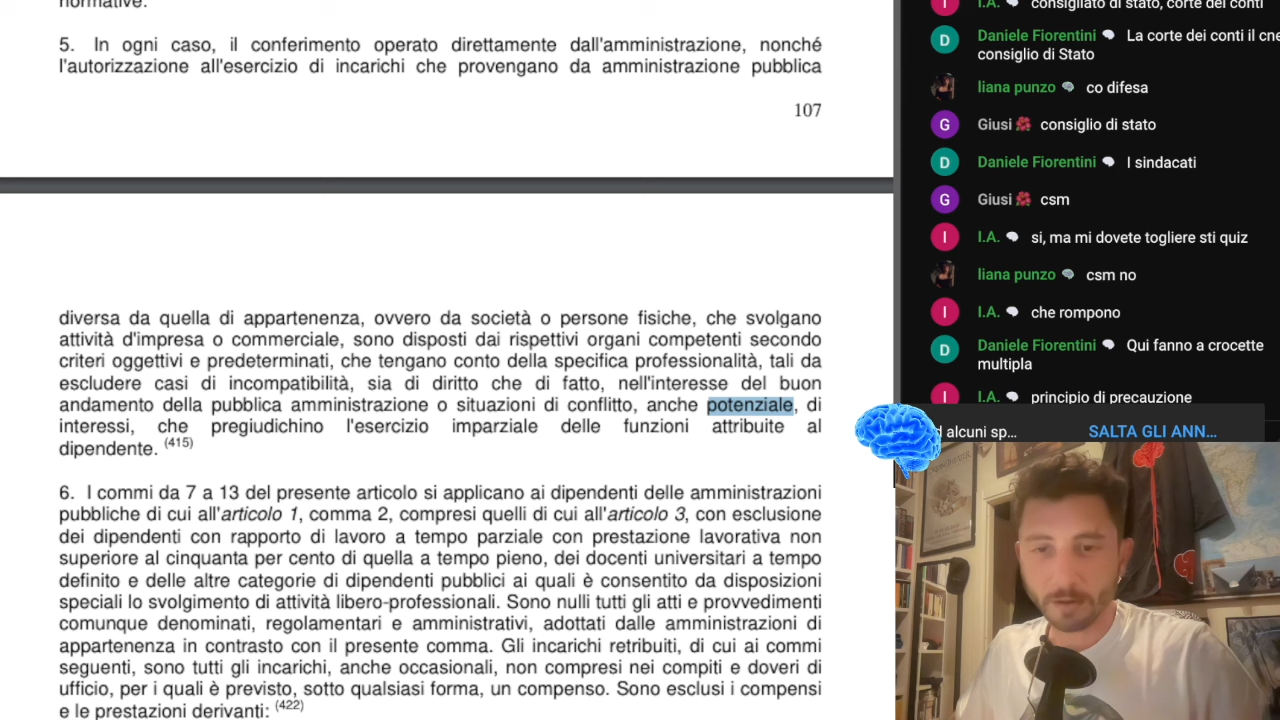 normative.
5. In ogni caso, il conferimento operato direttamente dall'amministrazione, nonché
l'autorizzazione all'esercizio di incarichi che provengano da amministrazione pubblica
107
diversa da quella di appartenenza, ovvero da società o persone fisiche, che svolgano
attività d'impresa o commerciale, sono disposti dai rispettivi organi competenti secondo
criteri oggettivi e predeterminati, che tengano conto della specifica professionalità, tali da
escludere casi di incompatibilità, sia di diritto che di fatto, nell'interesse del buon
andamento della pubblica amministrazione o situazioni di conflitto, anche potenziale, di
interessi, che pregiudichino l'esercizio imparziale delle funzioni attribuite al
dipendente. (415)
6. I commi da 7 a 13 del presente articolo si applicano ai dipendenti delle amministrazioni
pubbliche di cui all'articolo 1, comma 2, compresi quelli di cui all'articolo 3, con esclusione
dei dipendenti con rapporto di lavoro a tempo parziale con prestazione lavorativa non
superiore al cinquanta per cento di quella a tempo pieno, dei docenti universitari a tempo
definito e delle altre categorie di dipendenti pubblici ai quali è consentito da disposizioni
speciali lo svolgimento di attività libero-professionali. Sono nulli tutti gli atti e provvedimenti
comunque denominati, regolamentari e amministrativi, adottati dalle amministrazioni di
appartenenza in contrasto con il presente comma. Gli incarichi retribuiti, di cui ai commi
seguenti, sono tutti gli incarichi, anche occasionali, non compresi nei compiti e doveri di
ufficio, per i quali è previsto, sotto qualsiasi forma, un compenso. Sono esclusi i compensi
e le prestazioni derivanti: (422)
I I.A. consigliato di stato, corte dei conti
D Daniele Fiorentini La corte dei conti il cne
consiglio di Stato
liana punzo co difesa
G Giusi consiglio di stato
D Daniele Fiorentini I sindacati
G Giusi csm
I I.A. si, ma mi dovete togliere sti quiz
liana punzo csm no
I I.A. che rompono
D Daniele Fiorentini Qui fanno a crocette
multipla
I I.A. principio di precauzione
d alcuni sp... SALTA GLI ANN...